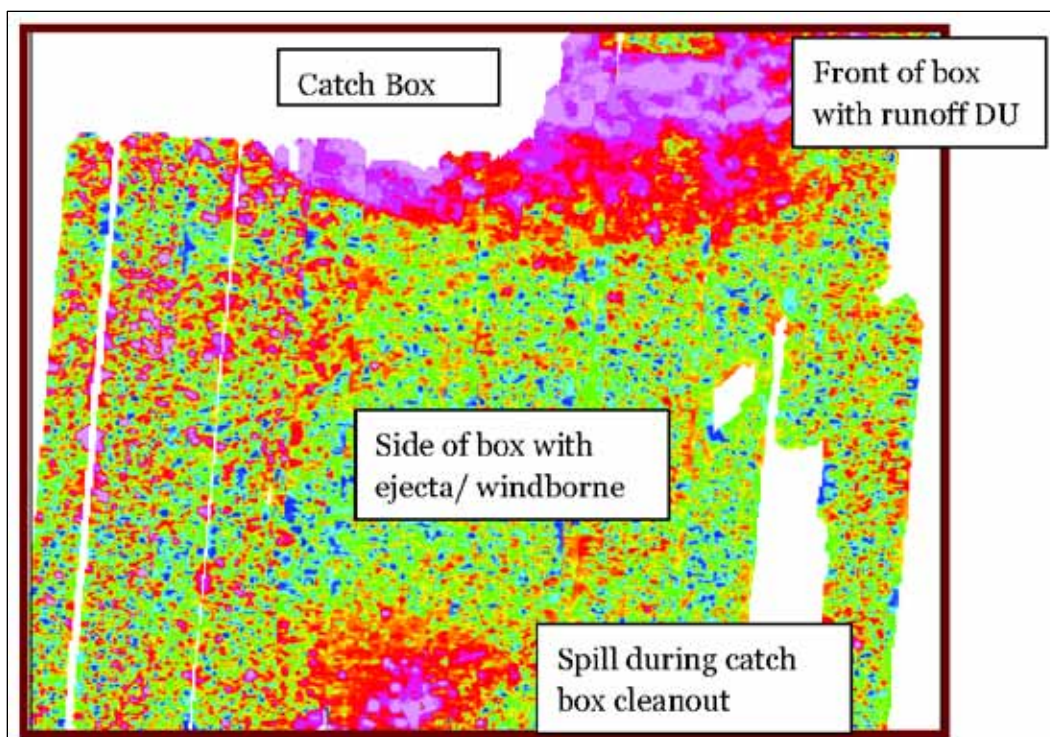 Catch Box
Front of box
with runoff DU
Side of box with
ejecta/ windborne
Spill during catch
box cleanout